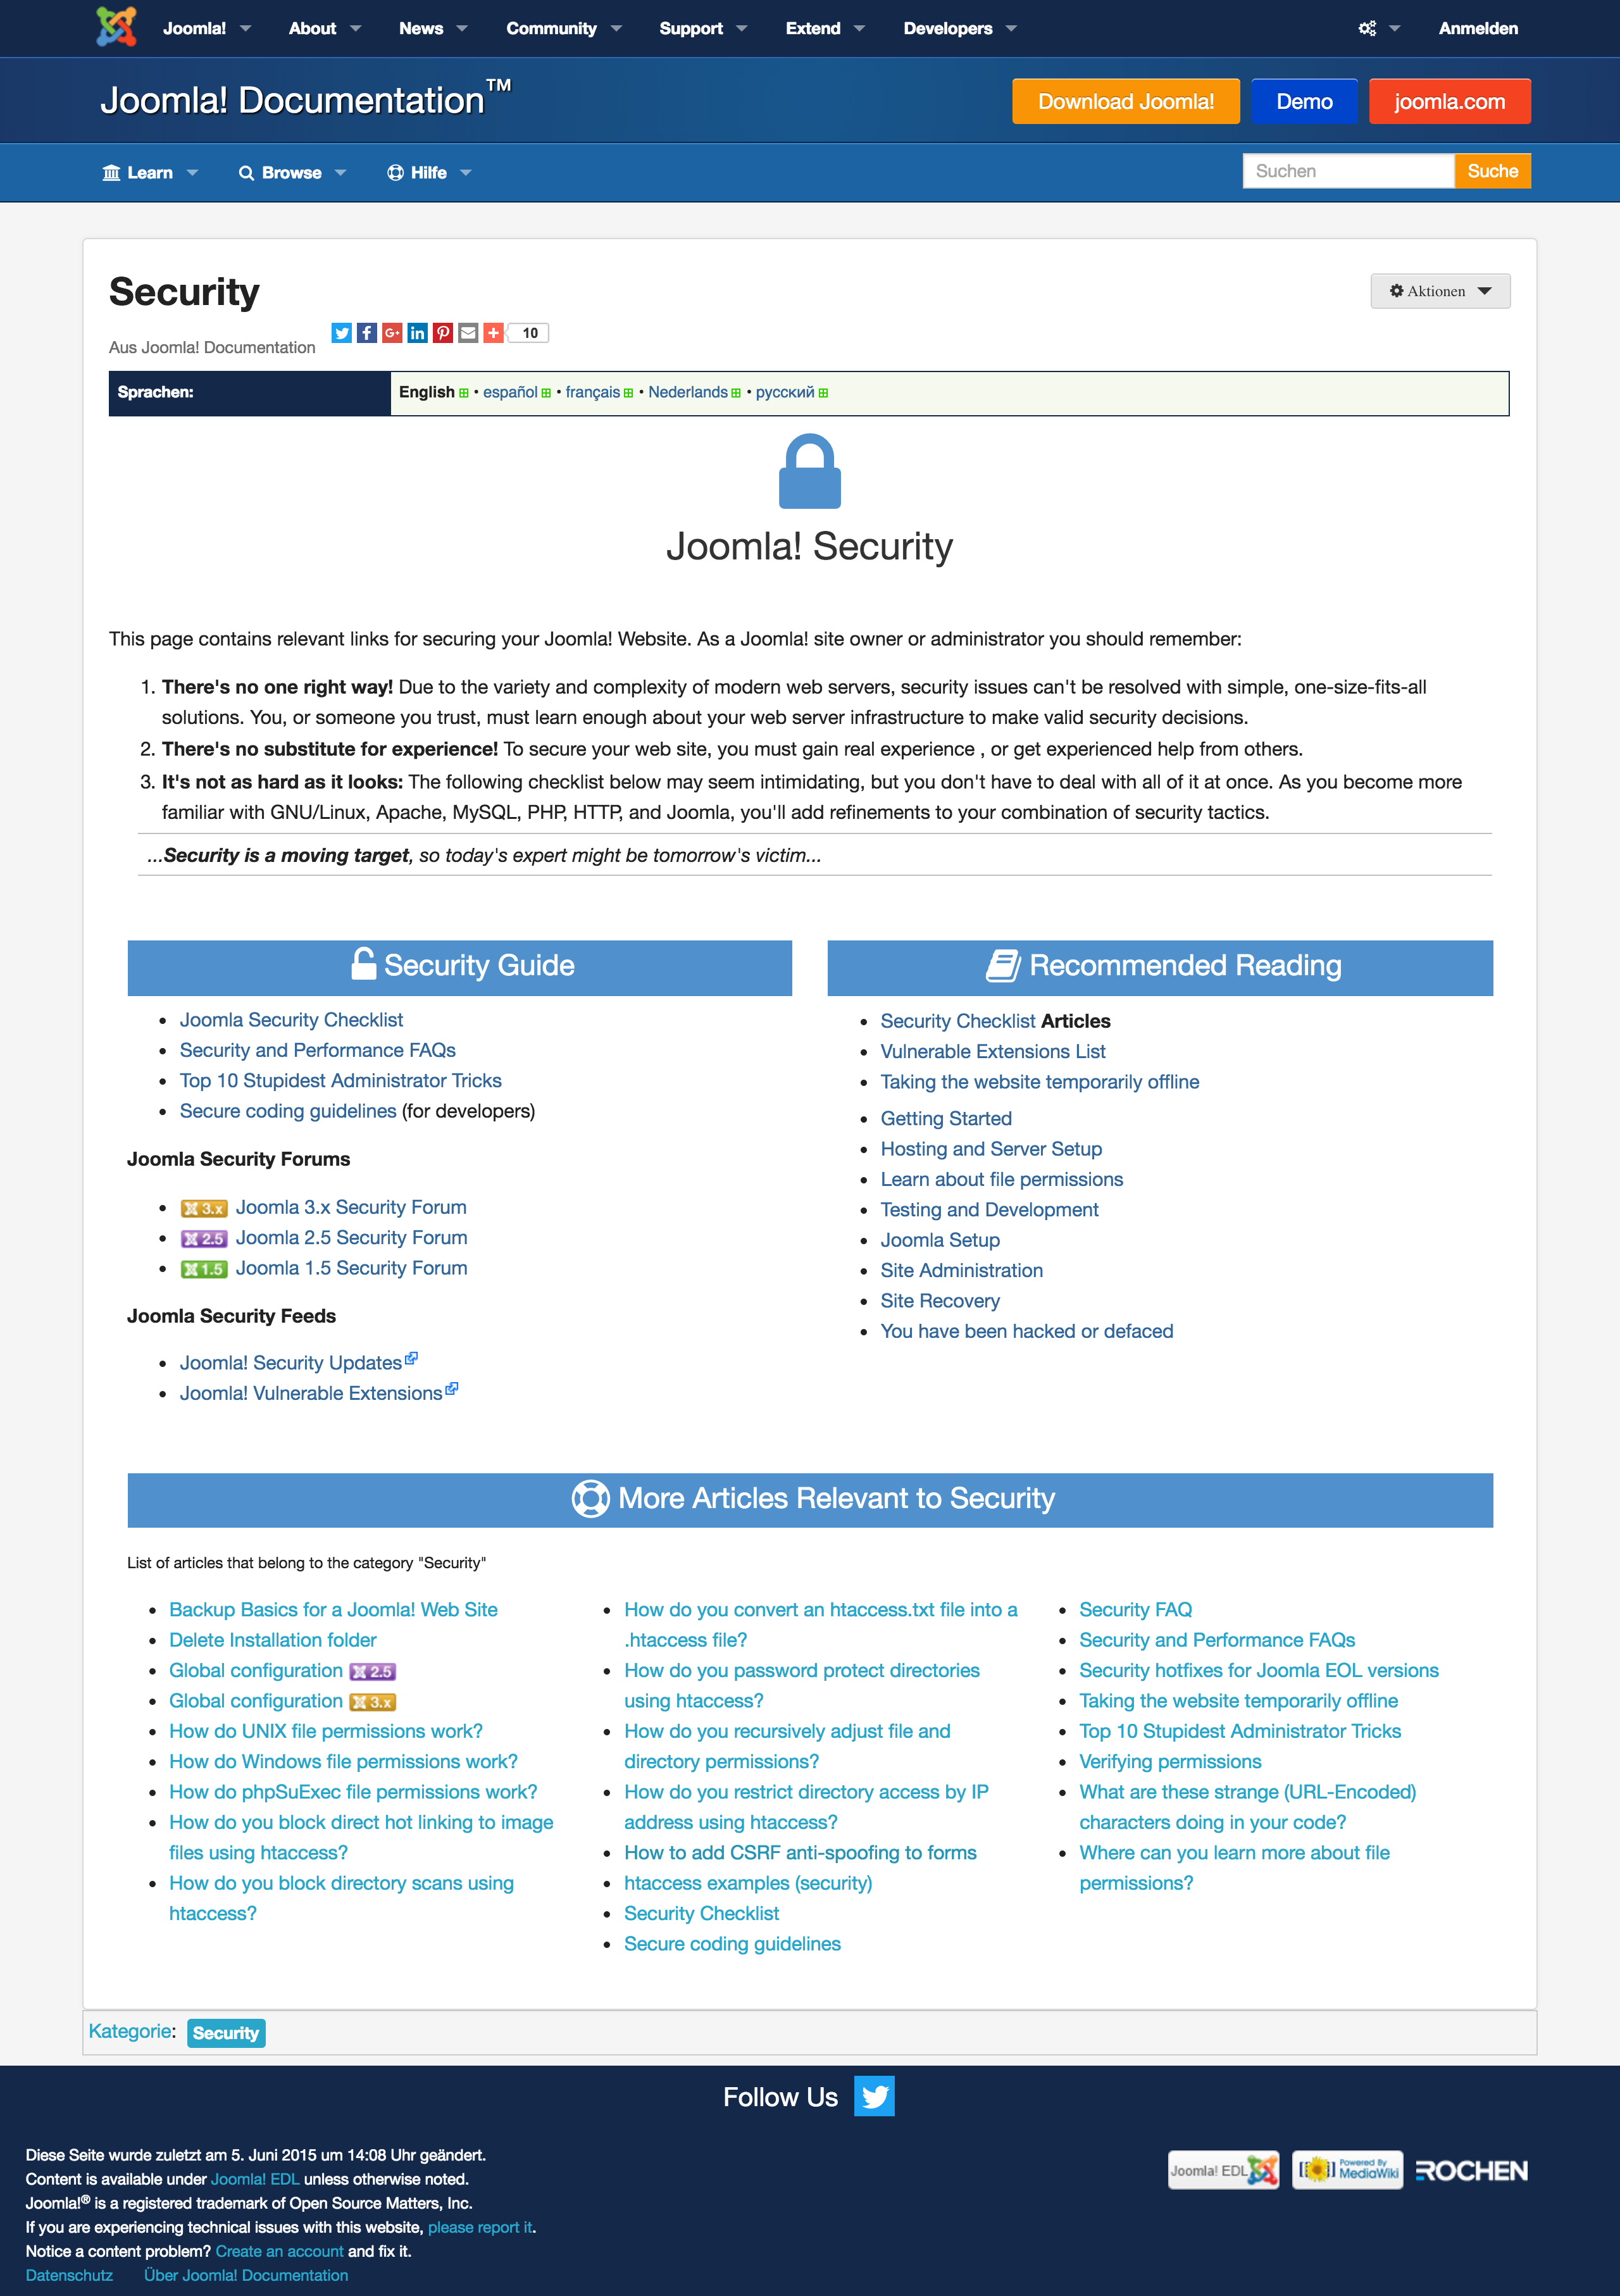 Joomla! About News Community Support Extend Developers Anmelden
Joomla! Documentation™
Download Joomla! Demo joomla.com
Learn Browse Hilfe Suchen Suche
Security
Aktionen
Aus Joomla! Documentation
10
Sprachen: English • español • français • Nederlands • русский
Joomla! Security
This page contains relevant links for securing your Joomla! Website. As a Joomla! site owner or administrator you should remember:
1. There's no one right way! Due to the variety and complexity of modern web servers, security issues can't be resolved with simple, one-size-fits-all
solutions. You, or someone you trust, must learn enough about your web server infrastructure to make valid security decisions.
2. There's no substitute for experience! To secure your web site, you must gain real experience , or get experienced help from others.
3. It's not as hard as it looks: The following checklist below may seem intimidating, but you don't have to deal with all of it at once. As you become more
familiar with GNU/Linux, Apache, MySQL, PHP, HTTP, and Joomla, you'll add refinements to your combination of security tactics.
...Security is a moving target, so today's expert might be tomorrow's victim...
Security Guide
• Joomla Security Checklist
• Security and Performance FAQs
• Top 10 Stupidest Administrator Tricks
• Secure coding guidelines (for developers)
Joomla Security Forums
• 3.x Joomla 3.x Security Forum
• 2.5 Joomla 2.5 Security Forum
• 1.5 Joomla 1.5 Security Forum
Joomla Security Feeds
• Joomla! Security Updates
• Joomla! Vulnerable Extensions
Recommended Reading
• Security Checklist Articles
• Vulnerable Extensions List
• Taking the website temporarily offline
• Getting Started
• Hosting and Server Setup
• Learn about file permissions
• Testing and Development
• Joomla Setup
• Site Administration
• Site Recovery
• You have been hacked or defaced
More Articles Relevant to Security
List of articles that belong to the category "Security"
• Backup Basics for a Joomla! Web Site
• Delete Installation folder
• Global configuration 2.5
• Global configuration 3.x
• How do UNIX file permissions work?
• How do Windows file permissions work?
• How do phpSuExec file permissions work?
• How do you block direct hot linking to image
files using htaccess?
• How do you block directory scans using
htaccess?
• How do you convert an htaccess.txt file into a
.htaccess file?
• How do you password protect directories
using htaccess?
• How do you recursively adjust file and
directory permissions?
• How do you restrict directory access by IP
address using htaccess?
• How to add CSRF anti-spoofing to forms
• htaccess examples (security)
• Security Checklist
• Secure coding guidelines
• Security FAQ
• Security and Performance FAQs
• Security hotfixes for Joomla EOL versions
• Taking the website temporarily offline
• Top 10 Stupidest Administrator Tricks
• Verifying permissions
• What are these strange (URL-Encoded)
characters doing in your code?
• Where can you learn more about file
permissions?
Kategorie: Security
Follow Us
Diese Seite wurde zuletzt am 5. Juni 2015 um 14:08 Uhr geändert.
Content is available under Joomla! EDL unless otherwise noted.
Joomla!® is a registered trademark of Open Source Matters, Inc.
If you are experiencing technical issues with this website, please report it.
Notice a content problem? Create an account and fix it.
Datenschutz Über Joomla! Documentation
Joomla! EDL
Powered By
MediaWiki
ROCHEN